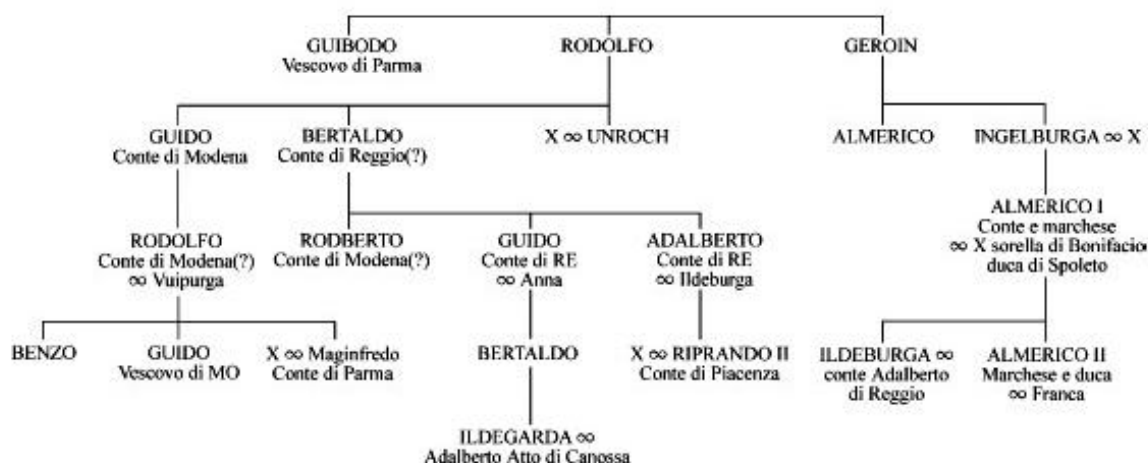 GUIBODO
Vescovo di Parma
RODOLFO
GEROIN
GUIDO
Conte di Modena
BERTALDO
Conte di Reggio(?)
X ∞ UNROCH
ALMERICO
INGELBURGA ∞ X
RODOLFO
Conte di Modena(?)
∞ Vuipurga
RODBERTO
Conte di Modena(?)
GUIDO
Conte di RE
∞ Anna
ADALBERTO
Conte di RE
∞ Ildeburga
ALMERICO I
Conte e marchese
∞ X sorella di Bonifacio
duca di Spoleto
BENZO
GUIDO
Vescovo di MO
X ∞ Maginfredo
Conte di Parma
BERTALDO
X ∞ RIPRANDO II
Conte di Piacenza
ILDEBURGA ∞
conte Adalberto
di Reggio
ALMERICO II
Marchese e duca
∞ Franca
ILDEGARDA ∞
Adalberto Atto di Canossa